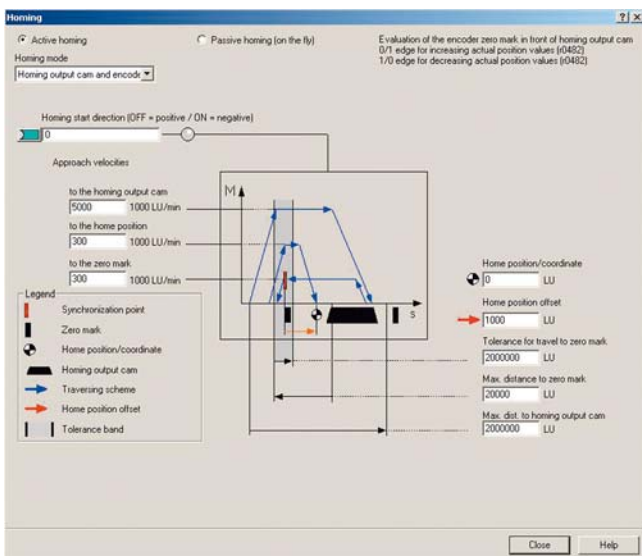 Homing
Active homing
Passive homing (on the fly)
Evaluation of the encoder zero mark in front of homing output cam
0/1 edge for increasing actual position values (r0482)
1/0 edge for decreasing actual position values (r0482)
Homing mode
Homing output cam and encode
Homing start direction (OFF = positive / ON = negative)
0
Approach velocities
to the homing output cam
5000 1000 LU/min
to the home position
300 1000 LU/min
to the zero mark
300 1000 LU/min
|v|
s
Legend
Synchronization point
Zero mark
Home position/coordinate
Homing output cam
Traversing scheme
Home position offset
Tolerance band
Home position/coordinate
0 LU
Home position offset
1000 LU
Tolerance for travel to zero mark
2000000 LU
Max. distance to zero mark
20000 LU
Max. dist. to homing output cam
2000000 LU
Close
Help